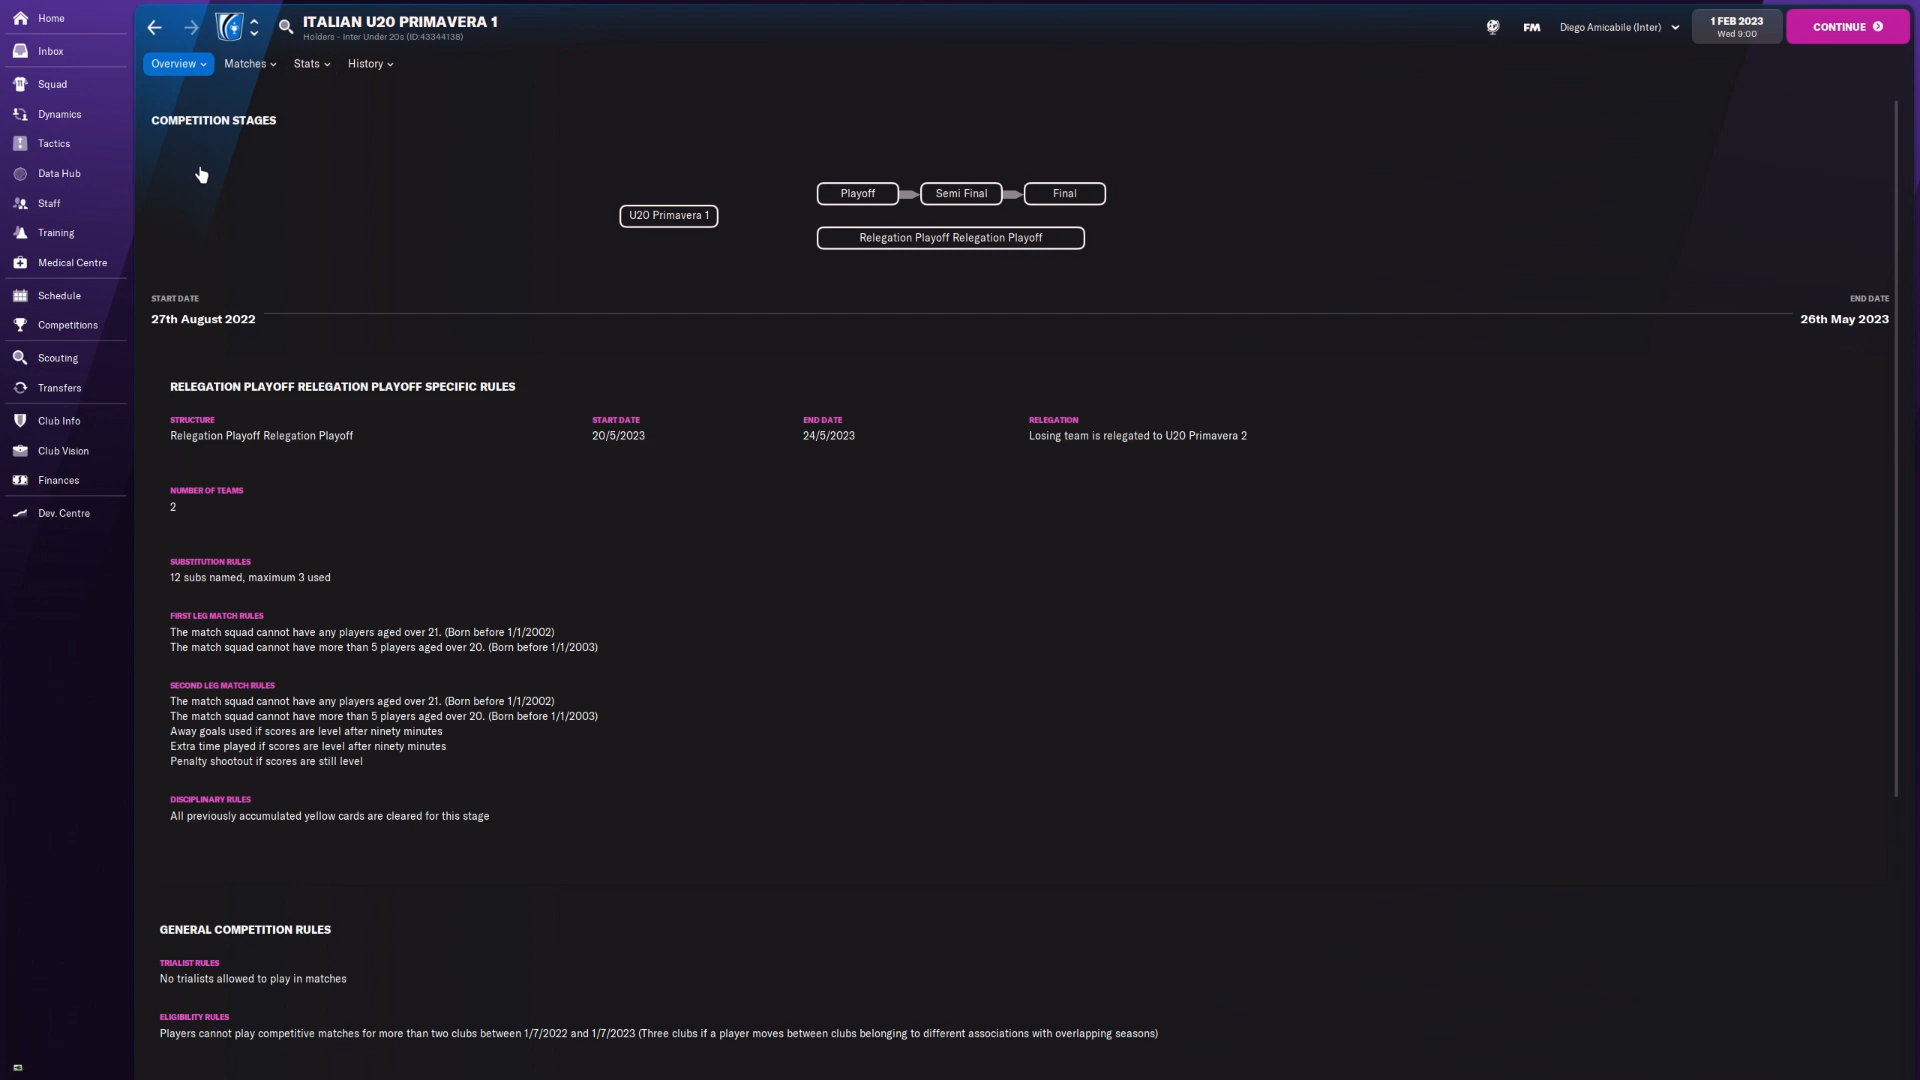 ITALIAN U20 PRIMAVERA 1
Holders - Inter Under 20s (ID:43344138)
FM
Diego Amicabile (Inter)
1 FEB 2023
Wed 9:00
CONTINUE
Home
Inbox
Squad
Dynamics
Tactics
Data Hub
Staff
Training
Medical Centre
Schedule
Competitions
Scouting
Transfers
Club Info
Club Vision
Finances
Dev. Centre
Overview
Matches
Stats
History
COMPETITION STAGES
U20 Primavera 1
Playoff
Semi Final
Final
Relegation Playoff Relegation Playoff
START DATE
27th August 2022
END DATE
26th May 2023
RELEGATION PLAYOFF RELEGATION PLAYOFF SPECIFIC RULES
STRUCTURE
Relegation Playoff Relegation Playoff
START DATE
20/5/2023
END DATE
24/5/2023
RELEGATION
Losing team is relegated to U20 Primavera 2
NUMBER OF TEAMS
2
SUBSTITUTION RULES
12 subs named, maximum 3 used
FIRST LEG MATCH RULES
The match squad cannot have any players aged over 21. (Born before 1/1/2002)
The match squad cannot have more than 5 players aged over 20. (Born before 1/1/2003)
SECOND LEG MATCH RULES
The match squad cannot have any players aged over 21. (Born before 1/1/2002)
The match squad cannot have more than 5 players aged over 20. (Born before 1/1/2003)
Away goals used if scores are level after ninety minutes
Extra time played if scores are level after ninety minutes
Penalty shootout if scores are still level
DISCIPLINARY RULES
All previously accumulated yellow cards are cleared for this stage
GENERAL COMPETITION RULES
TRIALIST RULES
No trialists allowed to play in matches
ELIGIBILITY RULES
Players cannot play competitive matches for more than two clubs between 1/7/2022 and 1/7/2023 (Three clubs if a player moves between clubs belonging to different associations with overlapping seasons)